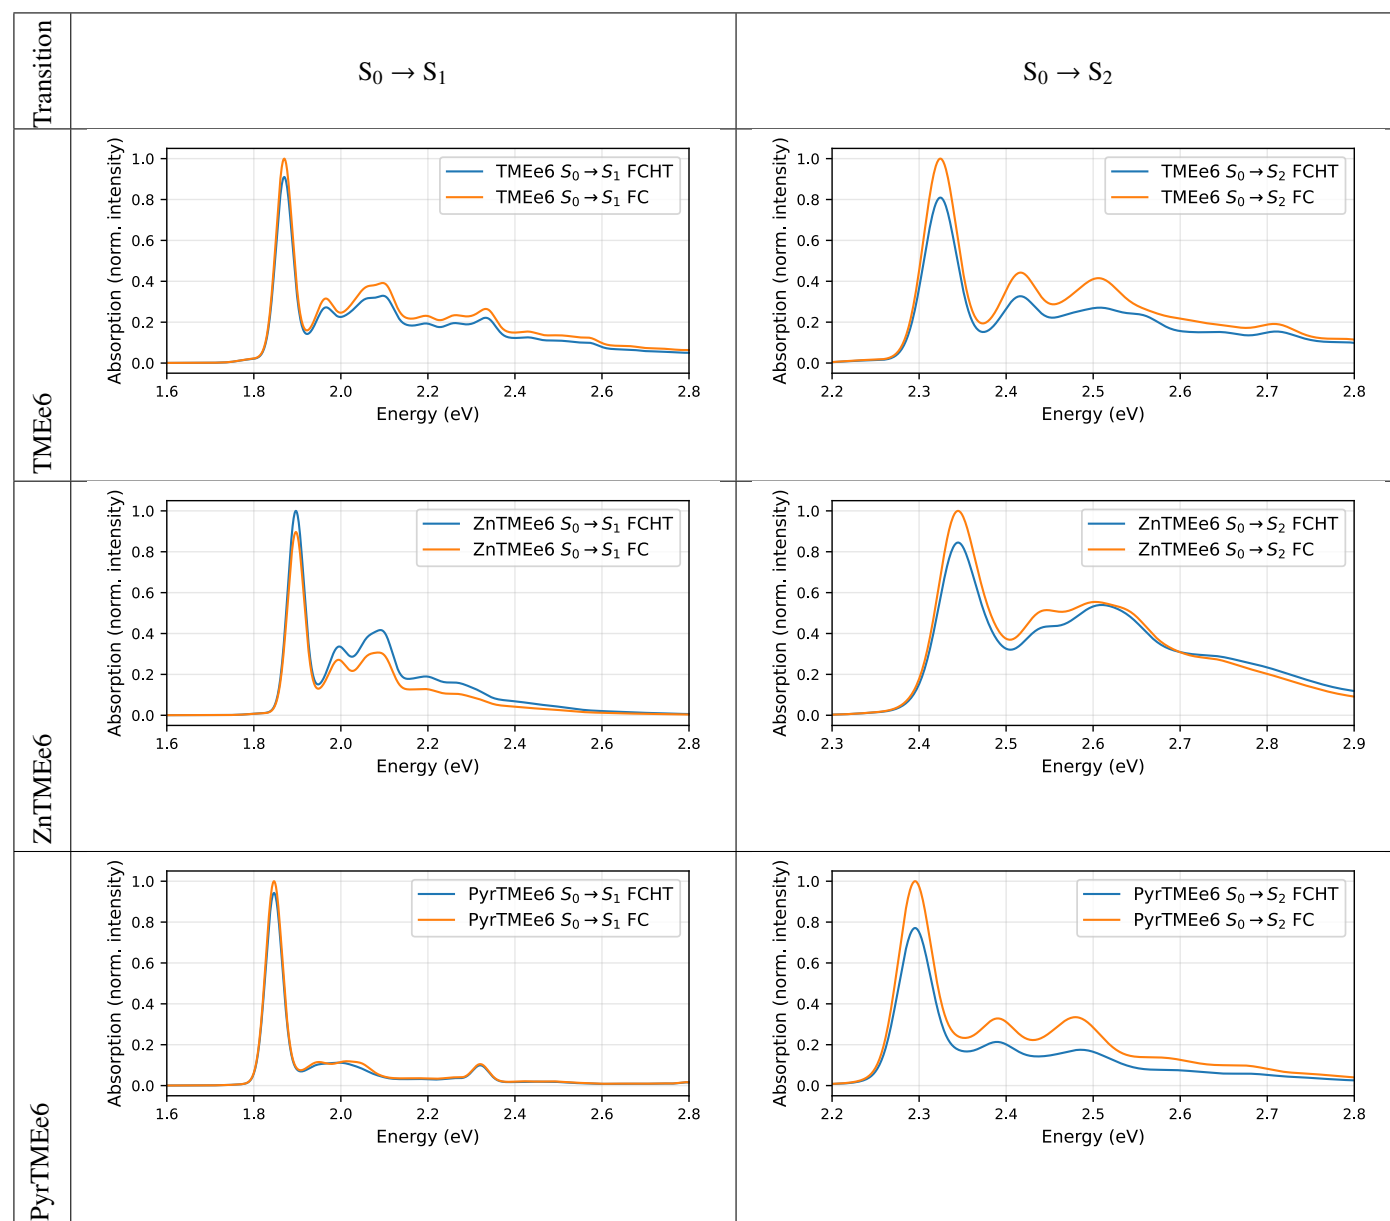 Transition
S₀ → S₁
S₀ → S₂
TMEe6
Absorption (norm. intensity)
1.0
0.8
0.6
0.4
0.2
0.0
1.6 1.8 2.0 2.2 2.4 2.6 2.8
Energy (eV)
TMEe6 S₀→S₁ FCHT
TMEe6 S₀→S₁ FC
Absorption (norm. intensity)
1.0
0.8
0.6
0.4
0.2
0.0
2.2 2.3 2.4 2.5 2.6 2.7 2.8
Energy (eV)
TMEe6 S₀→S₂ FCHT
TMEe6 S₀→S₂ FC
ZnTMEe6
Absorption (norm. intensity)
1.0
0.8
0.6
0.4
0.2
0.0
1.6 1.8 2.0 2.2 2.4 2.6 2.8
Energy (eV)
ZnTMEe6 S₀→S₁ FCHT
ZnTMEe6 S₀→S₁ FC
Absorption (norm. intensity)
1.0
0.8
0.6
0.4
0.2
0.0
2.3 2.4 2.5 2.6 2.7 2.8 2.9
Energy (eV)
ZnTMEe6 S₀→S₂ FCHT
ZnTMEe6 S₀→S₂ FC
PyrTMEe6
Absorption (norm. intensity)
1.0
0.8
0.6
0.4
0.2
0.0
1.6 1.8 2.0 2.2 2.4 2.6 2.8
Energy (eV)
PyrTMEe6 S₀→S₁ FCHT
PyrTMEe6 S₀→S₁ FC
Absorption (norm. intensity)
1.0
0.8
0.6
0.4
0.2
0.0
2.2 2.3 2.4 2.5 2.6 2.7 2.8
Energy (eV)
PyrTMEe6 S₀→S₂ FCHT
PyrTMEe6 S₀→S₂ FC